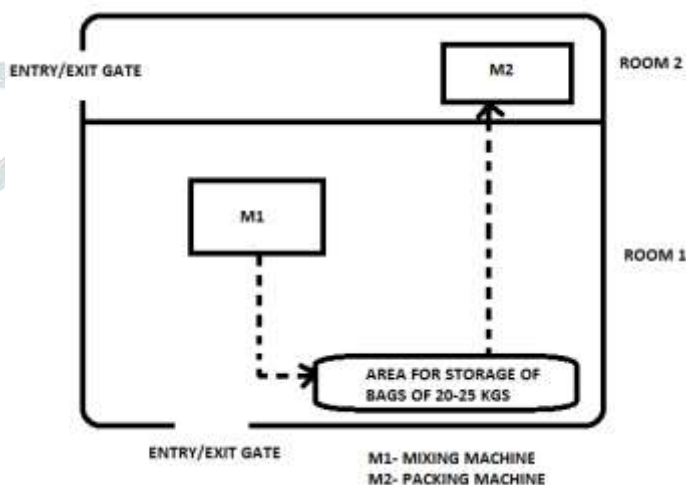 ENTRY/EXIT GATE
M2
ROOM 2
M1
ROOM 1
AREA FOR STORAGE OF
BAGS OF 20-25 KGS
ENTRY/EXIT GATE
M1- MIXING MACHINE
M2- PACKING MACHINE